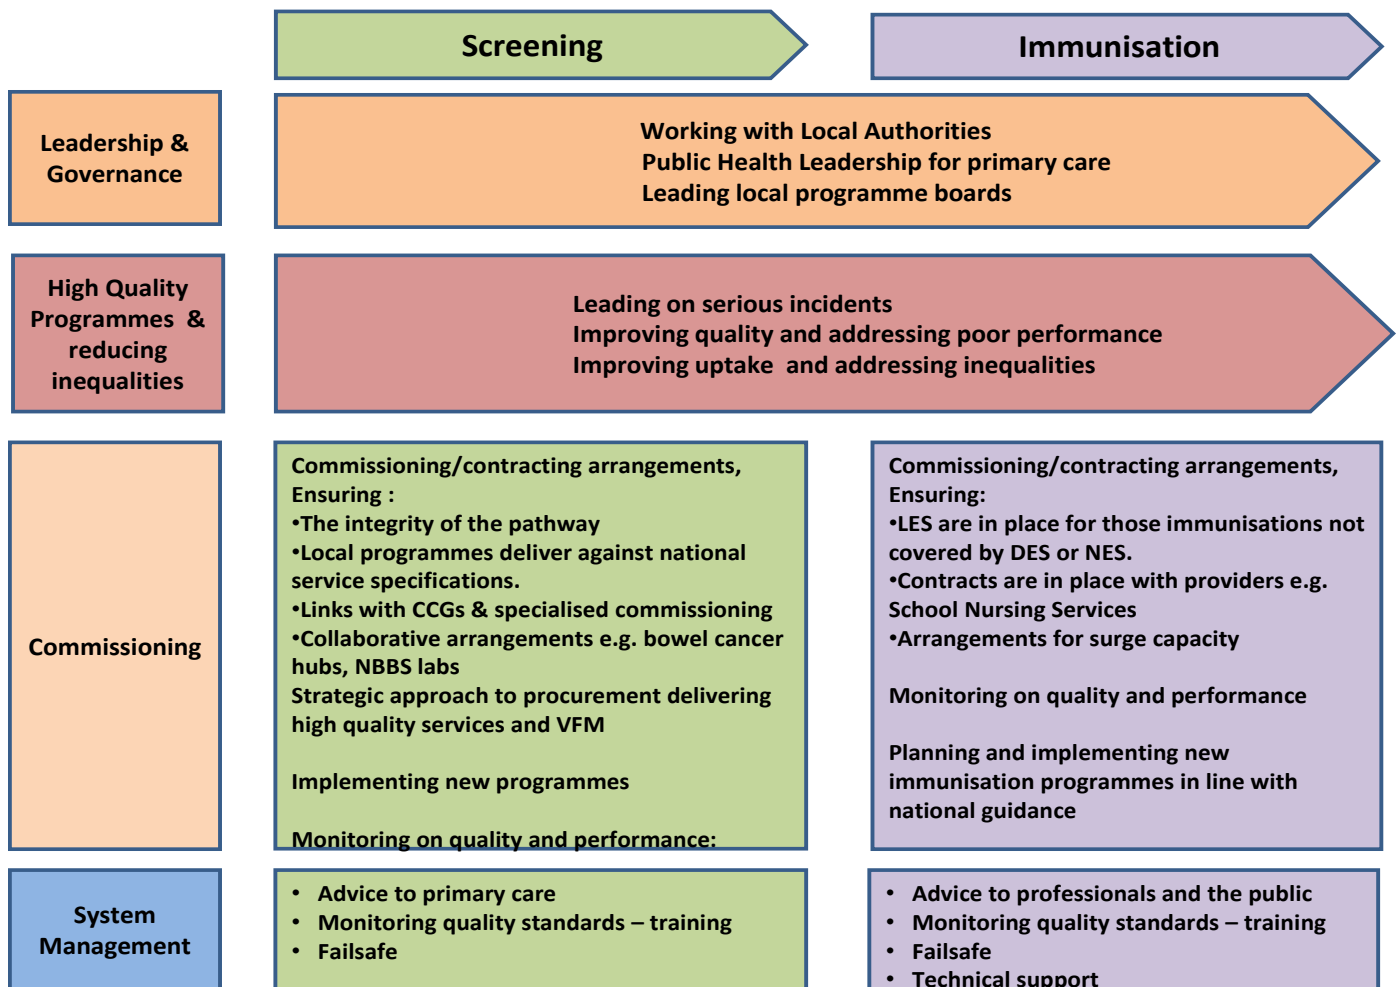 Screening
Immunisation
Leadership &
Governance
Working with Local Authorities
Public Health Leadership for primary care
Leading local programme boards
High Quality
Programmes  &
reducing
inequalities
Leading on serious incidents
Improving quality and addressing poor performance
Improving uptake  and addressing inequalities
Commissioning
Commissioning/contracting arrangements,
Ensuring :
•The integrity of the pathway
•Local programmes deliver against national
service specifications.
•Links with CCGs & specialised commissioning
•Collaborative arrangements e.g. bowel cancer
hubs, NBBS labs
Strategic approach to procurement delivering
high quality services and VFM
Implementing new programmes
Monitoring on quality and performance:
Commissioning/contracting arrangements,
Ensuring:
•LES are in place for those immunisations not
covered by DES or NES.
•Contracts are in place with providers e.g.
School Nursing Services
•Arrangements for surge capacity
Monitoring on quality and performance
Planning and implementing new
immunisation programmes in line with
national guidance
System
Management
• Advice to primary care
• Monitoring quality standards – training
• Failsafe
• Advice to professionals and the public
• Monitoring quality standards – training
• Failsafe
• Technical support